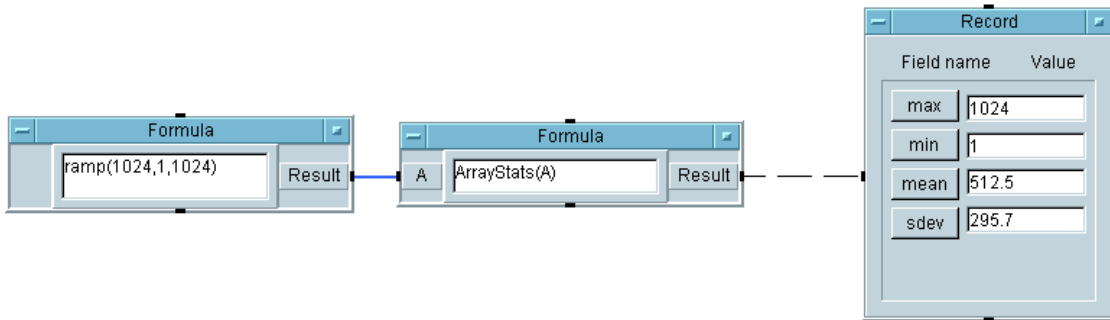 Formula
ramp(1024,1,1024)
Result
Formula
A
ArrayStats(A)
Result
Record
Field name Value
max 1024
min 1
mean 512.5
sdev 295.7